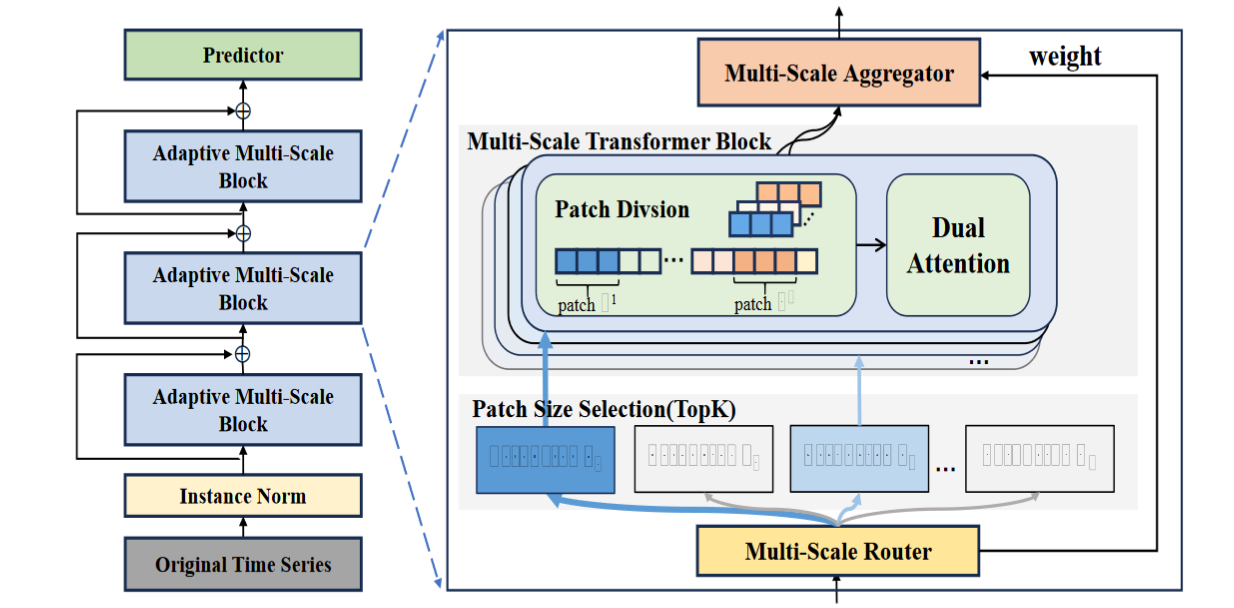 Predictor
Adaptive Multi-Scale
Block
Adaptive Multi-Scale
Block
Adaptive Multi-Scale
Block
Instance Norm
Original Time Series
Multi-Scale Aggregator
weight
Multi-Scale Transformer Block
Patch Divsion
...
patch 1
patch
Dual
Attention
...
Patch Size Selection(TopK)
...
Multi-Scale Router